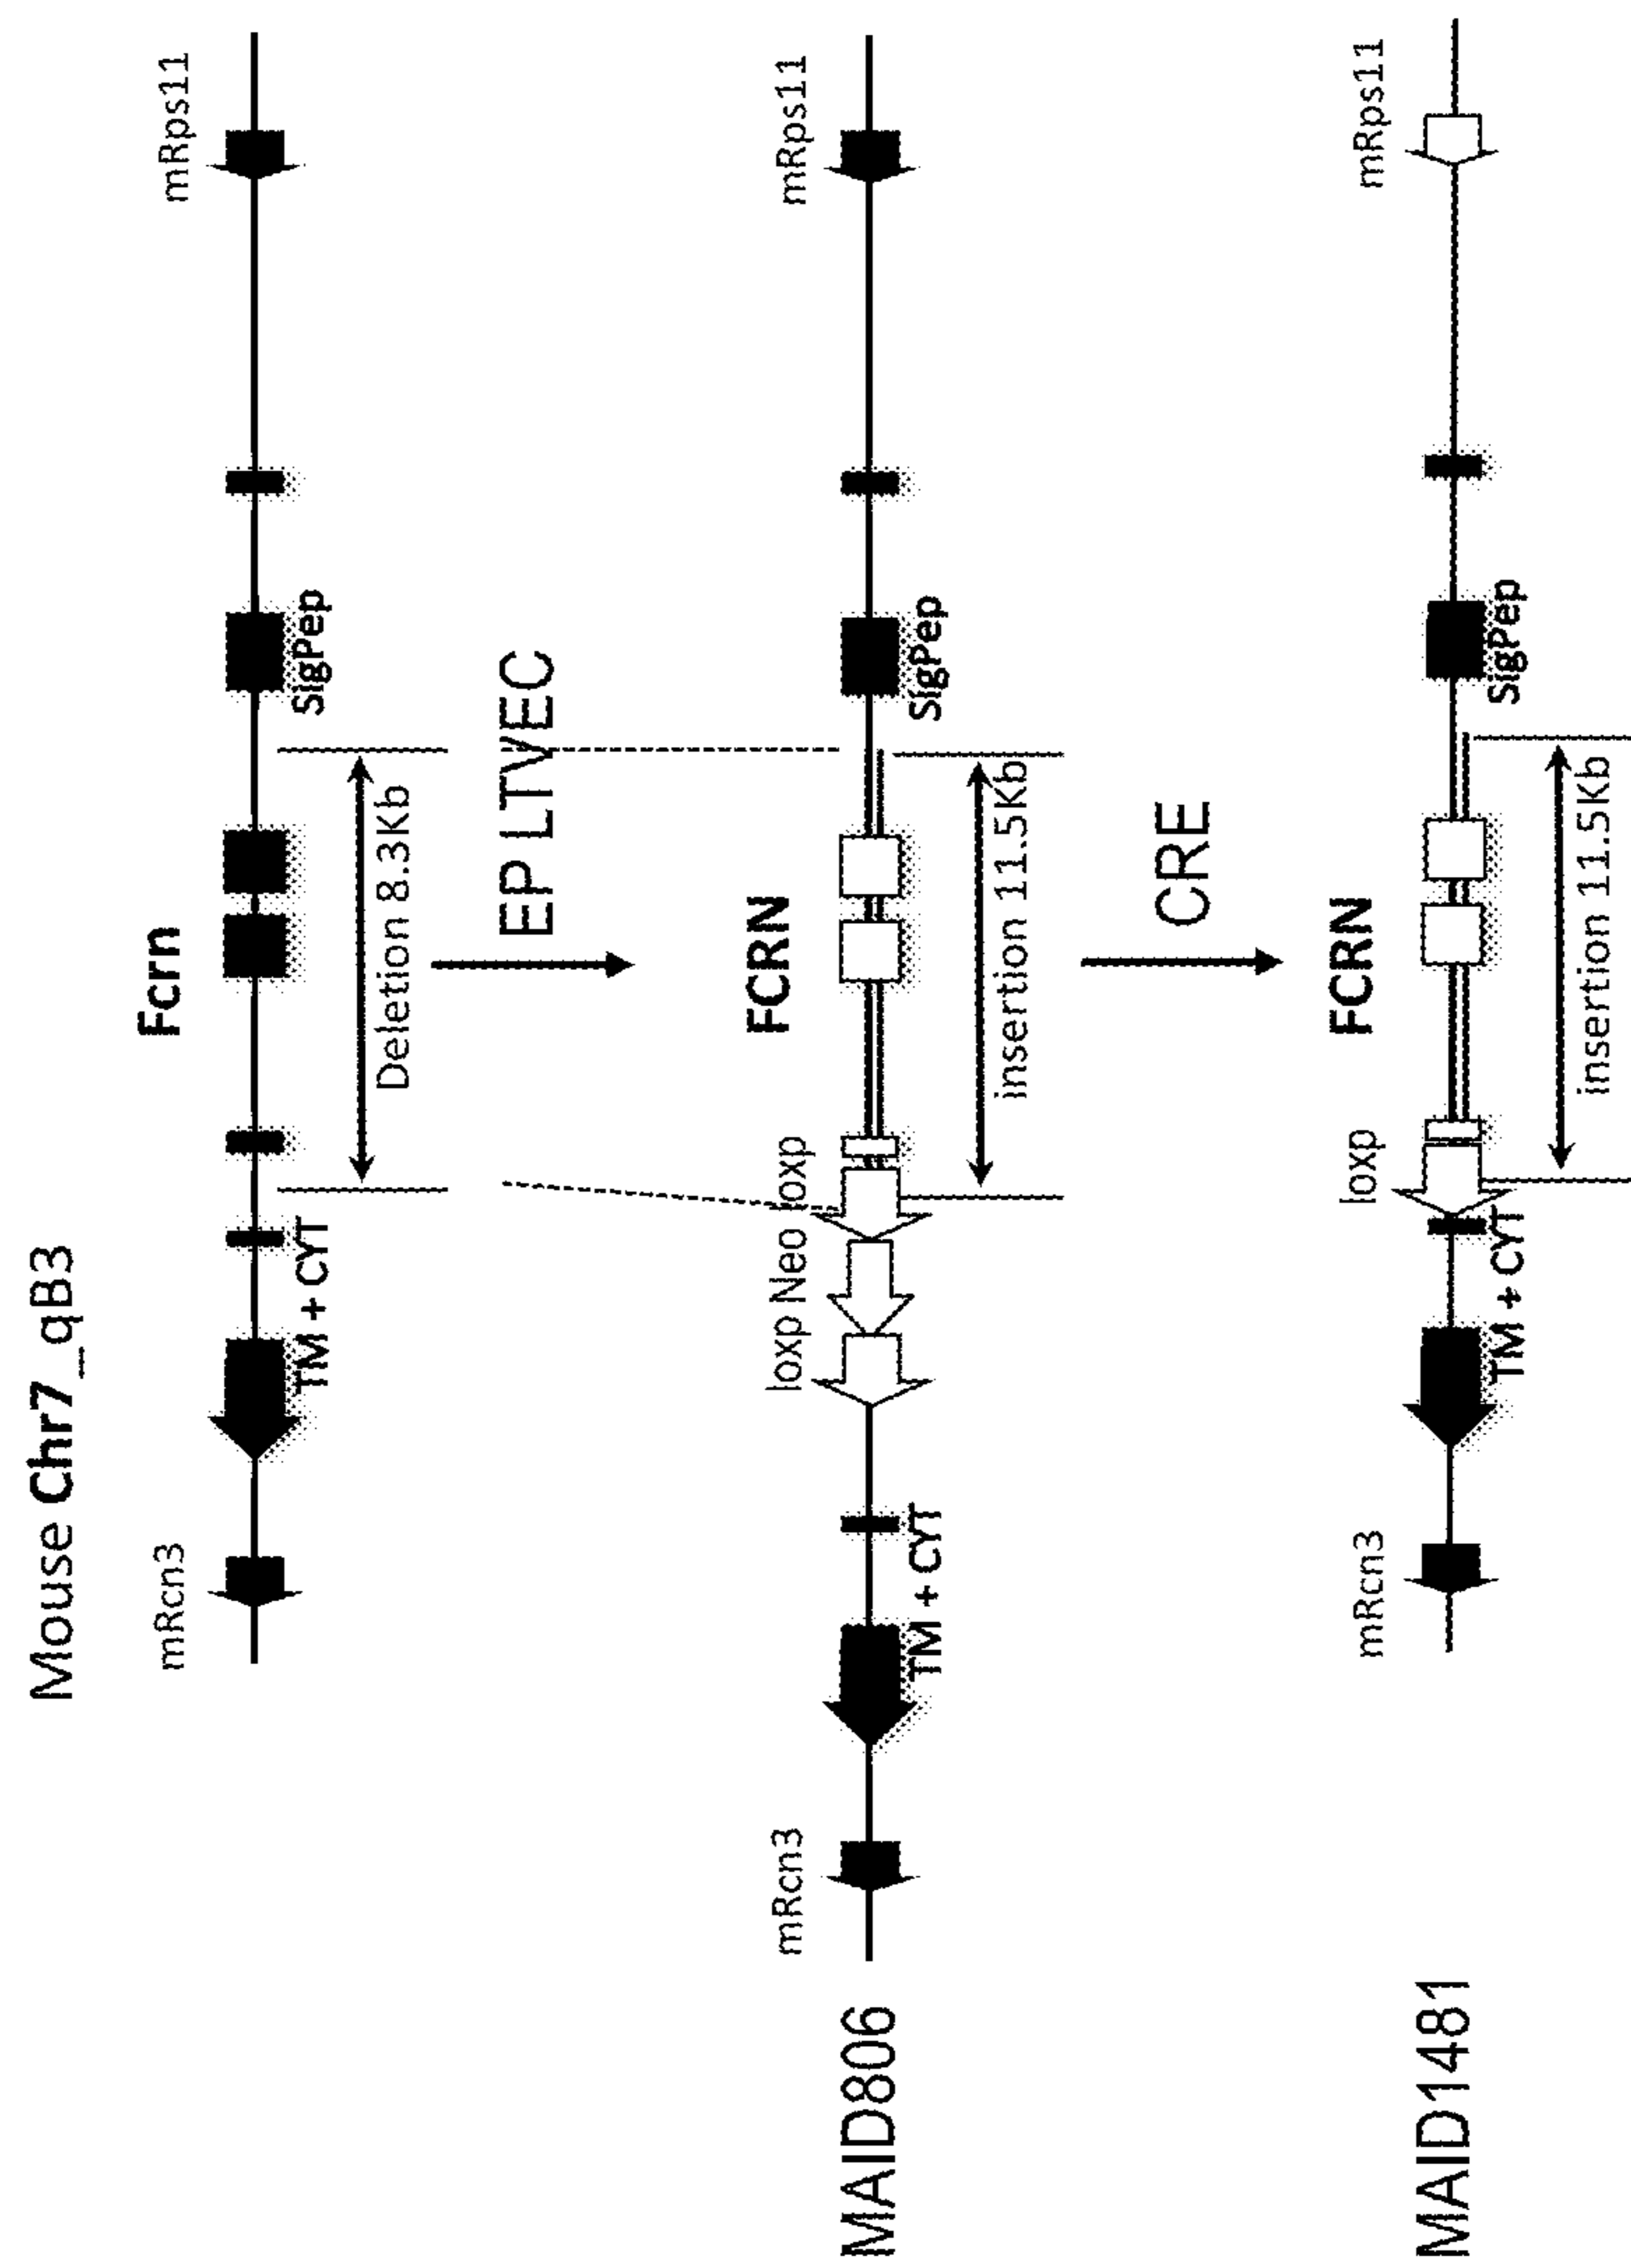 Mouse Chr7_qB3
Fcrn
mRcn3
mRps11
TM + CYT
SigPep
Deletion 8.3Kb
EP LTVEC
FCRN
mRcn3
loxp Neo loxp
mRps11
MAID806
TM + CYT
SigPep
insertion 11.5Kb
CRE
FCRN
mRcn3
loxp
mRps11
MAID1481
TM + CYT
SigPep
insertion 11.5Kb